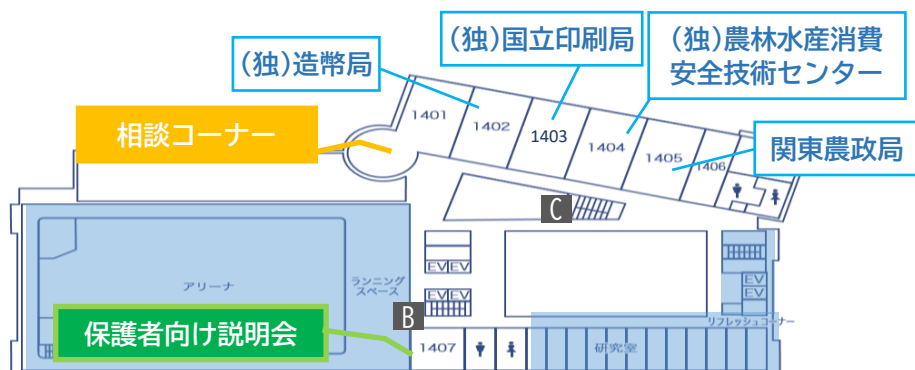 (独)国立印刷局
(独)農林水産消費
安全技術センター
(独)造幣局
関東農政局
相談コーナー
1401
1402
1403
1404
1405
1406
C
EV EV
EV EV
EV
EV
アリーナ
ランニング
スペース
B
リフレッシュコーナー
保護者向け説明会
1407
研究室